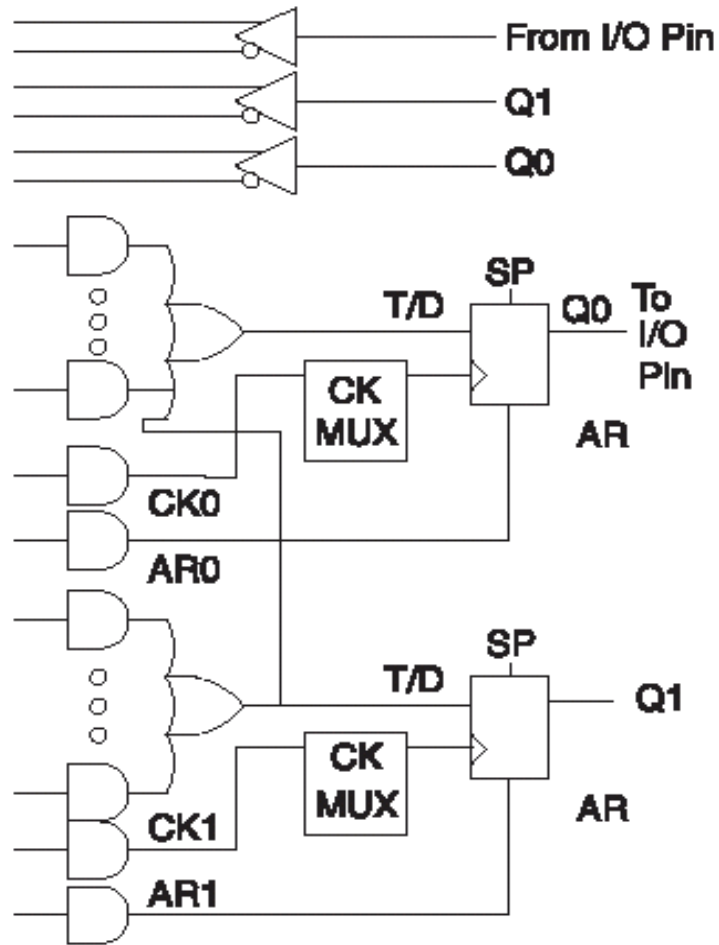 From I/O Pin
Q1
Q0
SP
T/D
Q0
To
I/O
Pin
CK
MUX
AR
CK0
AR0
SP
T/D
Q1
CK
MUX
AR
CK1
AR1